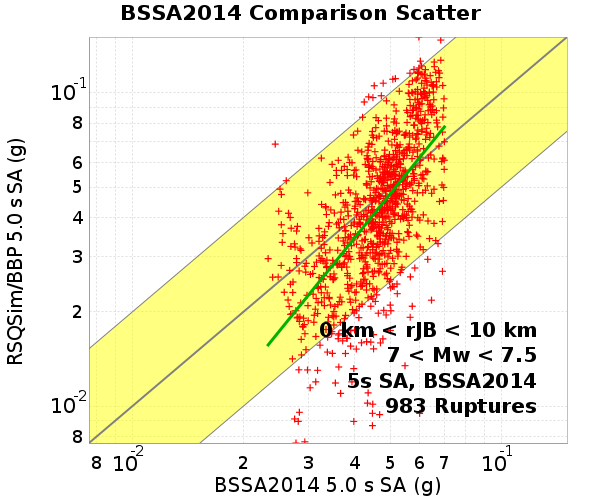 BSSA2014 Comparison Scatter
RSQSim/BBP 5.0 s SA (g)
10⁻¹
8
6
5
4
3
2
10⁻²
8
0 km < rJB < 10 km
7 < Mw < 7.5
5s SA, BSSA2014
983 Ruptures
8 10⁻² 2 3 4 5 6 7 10⁻¹
BSSA2014 5.0 s SA (g)